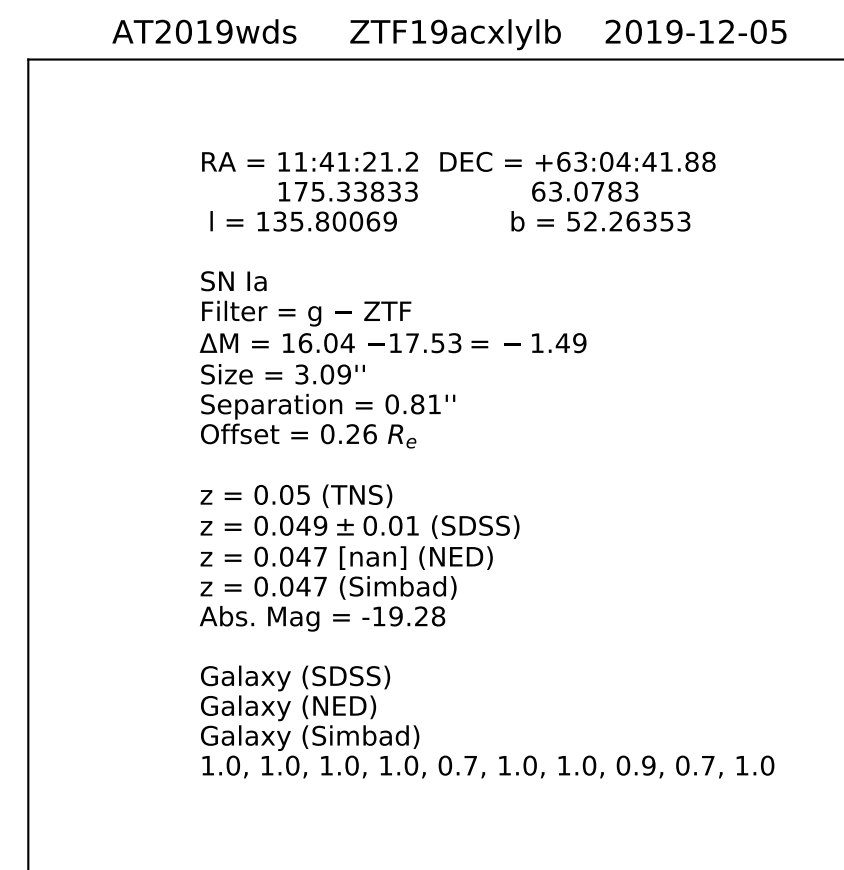 AT2019wds ZTF19acxlylb 2019-12-05
RA = 11:41:21.2 DEC = +63:04:41.88
175.33833 63.0783
l = 135.80069 b = 52.26353
SN Ia
Filter = g − ZTF
ΔM = 16.04 −17.53 = − 1.49
Size = 3.09''
Separation = 0.81''
Offset = 0.26 Re
z = 0.05 (TNS)
z = 0.049 ± 0.01 (SDSS)
z = 0.047 [nan] (NED)
z = 0.047 (Simbad)
Abs. Mag = -19.28
Galaxy (SDSS)
Galaxy (NED)
Galaxy (Simbad)
1.0, 1.0, 1.0, 1.0, 0.7, 1.0, 1.0, 0.9, 0.7, 1.0